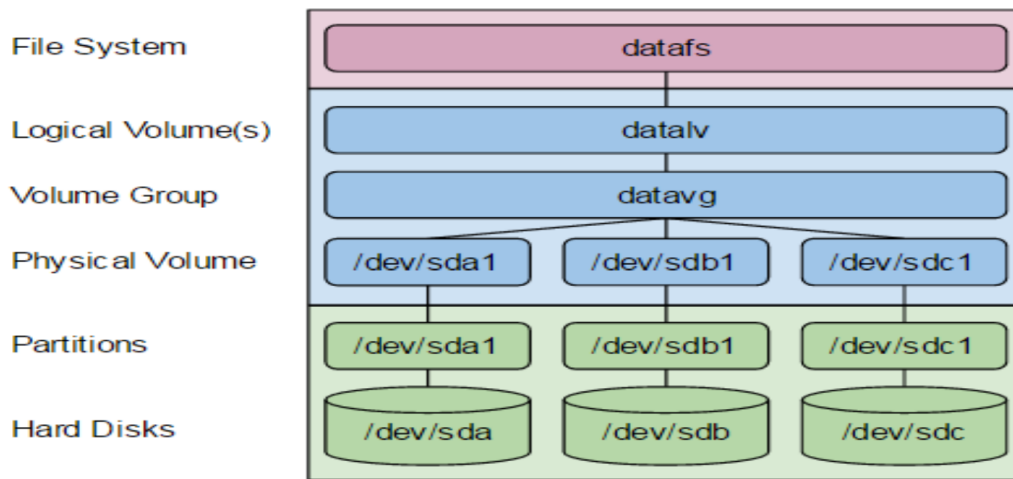 File System
datafs
Logical Volume(s)
datalv
Volume Group
datavg
Physical Volume
/dev/sda1 /dev/sdb1 /dev/sdc1
Partitions
/dev/sda1 /dev/sdb1 /dev/sdc1
Hard Disks
/dev/sda /dev/sdb /dev/sdc